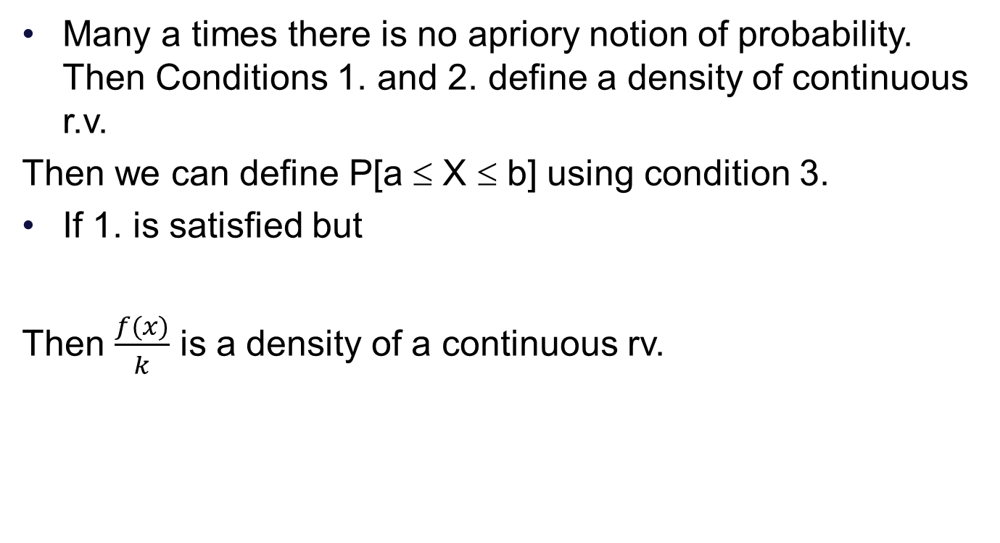 • Many a times there is no apriory notion of probability.
Then Conditions 1. and 2. define a density of continuous
r.v.
Then we can define P[a ≤ X ≤ b] using condition 3.
• If 1. is satisfied but
Then f(x)/k is a density of a continuous rv.